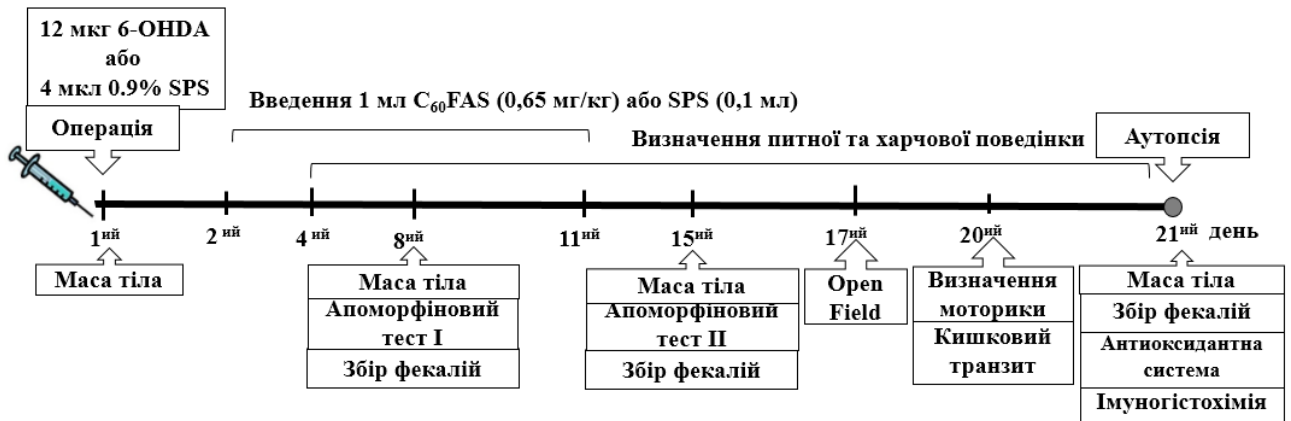 12 мкг 6-OHDA
або
4 мкл 0.9% SPS
Операція
Введення 1 мл C₆₀FAS (0,65 мг/кг) або SPS (0,1 мл)
Визначення питної та харчової поведінки
Аутопсія
1ий 2ий 4ий 8ий 11ий 15ий 17ий 20ий 21ий день
Маса тіла
Маса тіла
Апоморфіновий
тест I
Збір фекалій
Маса тіла
Апоморфіновий
тест II
Збір фекалій
Open
Field
Визначення
моторики
Кишковий
транзит
Маса тіла
Збір фекалій
Антиоксидантна
система
Імуногістохімія